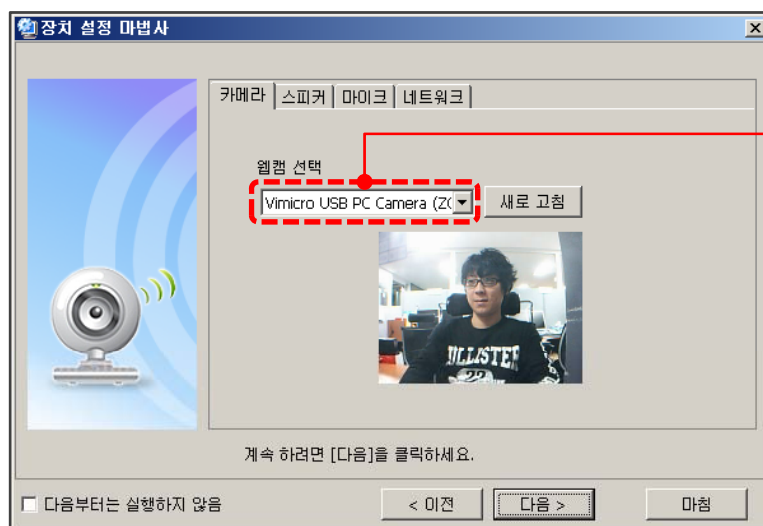 장치 설정 마법사
카메라 스피커 마이크 네트워크
웹캠 선택
Vimicro USB PC Camera (Z
새로 고침
HLLISTER
22
계속 하려면 [다음]을 클릭하세요.
다음부터는 실행하지 않음
< 이전 다음 > 마침